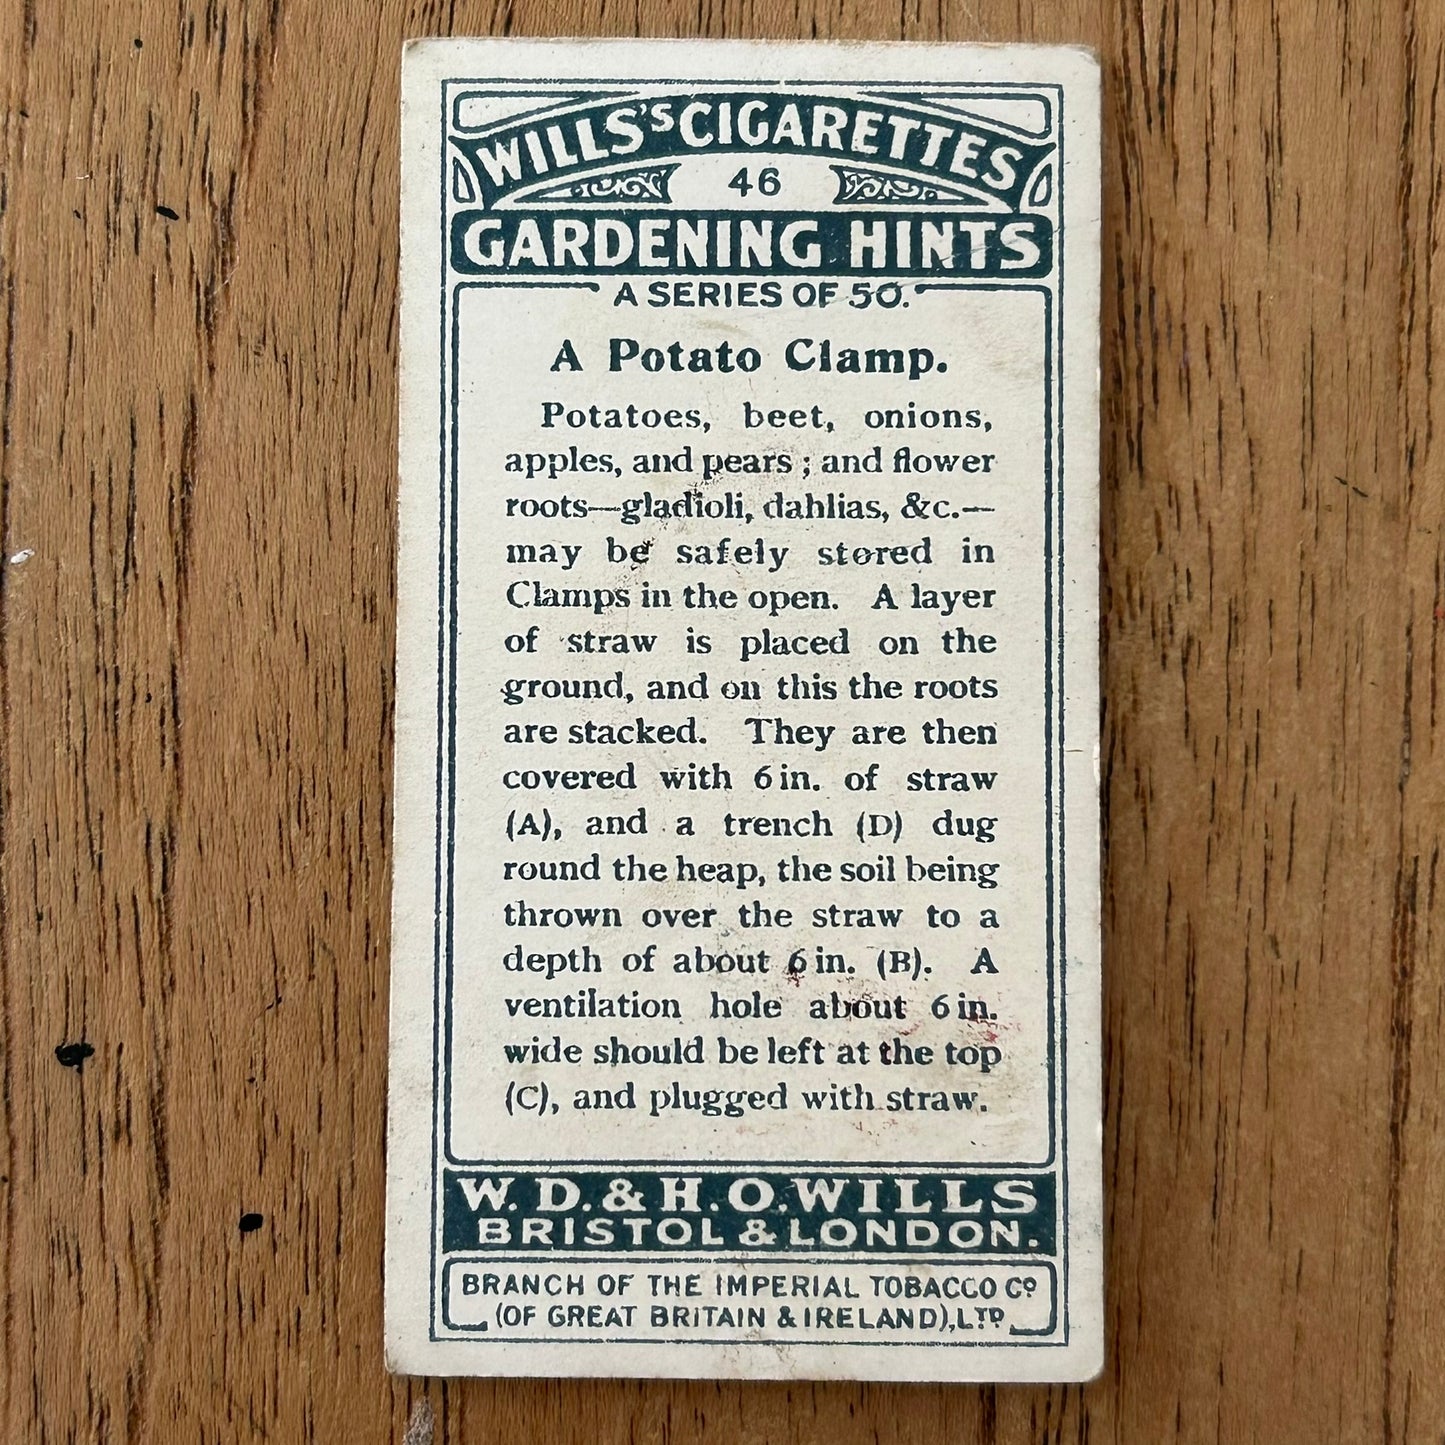 WILLS'S CIGARETTES
46
GARDENING HINTS
A SERIES OF 50.
A Potato Clamp.
Potatoes, beet, onions,
apples, and pears; and flower
roots—gladioli, dahlias, &c.—
may be safely stored in
Clamps in the open. A layer
of straw is placed on the
ground, and on this the roots
are stacked. They are then
covered with 6 in. of straw
(A), and a trench (D) dug
round the heap, the soil being
thrown over the straw to a
depth of about 6 in. (B). A
ventilation hole about 6 in.
wide should be left at the top
(C), and plugged with straw.
W. D. & H. O. WILLS
BRISTOL & LONDON.
BRANCH OF THE IMPERIAL TOBACCO Cº
(OF GREAT BRITAIN & IRELAND), LTD.